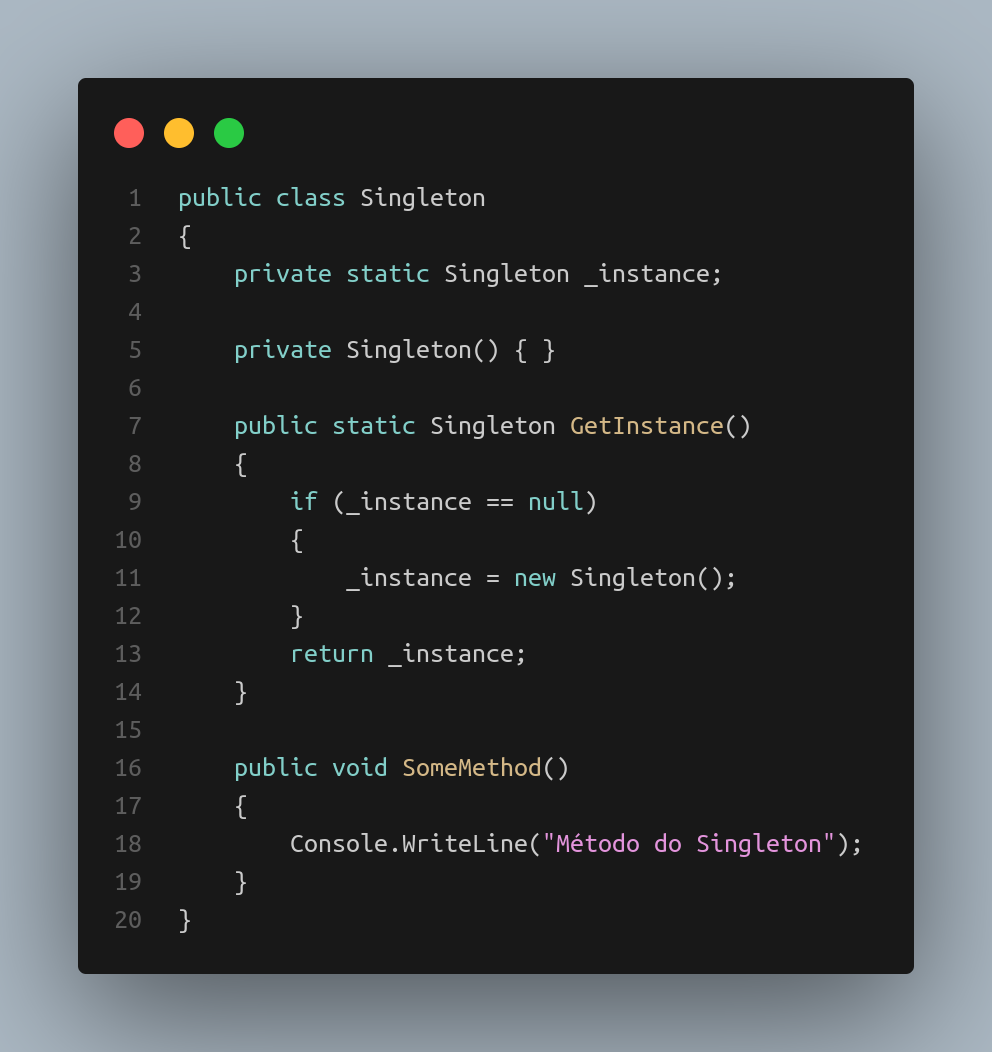 1 public class Singleton
2 {
3     private static Singleton _instance;
4
5     private Singleton() { }
6
7     public static Singleton GetInstance()
8     {
9         if (_instance == null)
10         {
11             _instance = new Singleton();
12         }
13         return _instance;
14     }
15
16     public void SomeMethod()
17     {
18         Console.WriteLine("Método do Singleton");
19     }
20 }